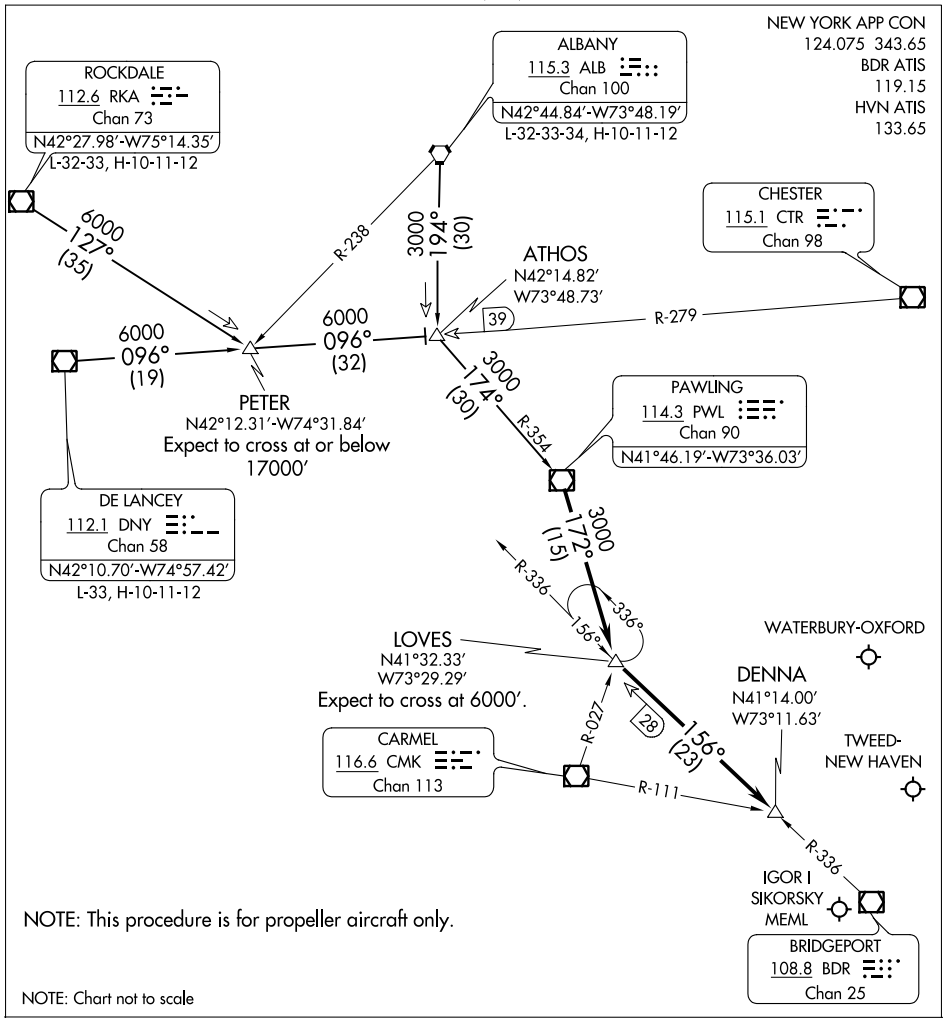 NEW YORK APP CON
124.075 343.65
BDR ATIS
119.15
HVN ATIS
133.65
ROCKDALE
112.6 RKA
Chan 73
N42°27.98'-W75°14.35'
L-32-33, H-10-11-12
ALBANY
115.3 ALB
Chan 100
N42°44.84'-W73°48.19'
L-32-33-34, H-10-11-12
CHESTER
115.1 CTR
Chan 98
6000
127°
(35)
R-238
3000
194°
(30)
ATHOS
N42°14.82'
W73°48.73'
39
R-279
6000
096°
(19)
6000
096°
(32)
PETER
N42°12.31'-W74°31.84'
Expect to cross at or below
17000'
3000
174°
(30)
R-354
PAWLING
114.3 PWL
Chan 90
N41°46.19'-W73°36.03'
DE LANCEY
112.1 DNY
Chan 58
N42°10.70'-W74°57.42'
L-33, H-10-11-12
3000
172°
(15)
R-336
156°
336°
LOVES
N41°32.33'
W73°29.29'
Expect to cross at 6000'.
WATERBURY-OXFORD
DENNA
N41°14.00'
W73°11.63'
28
156°
(23)
R-027
CARMEL
116.6 CMK
Chan 113
R-111
TWEED-
NEW HAVEN
R-336
IGOR I
SIKORSKY
MEML
BRIDGEPORT
108.8 BDR
Chan 25
NOTE: This procedure is for propeller aircraft only.
NOTE: Chart not to scale